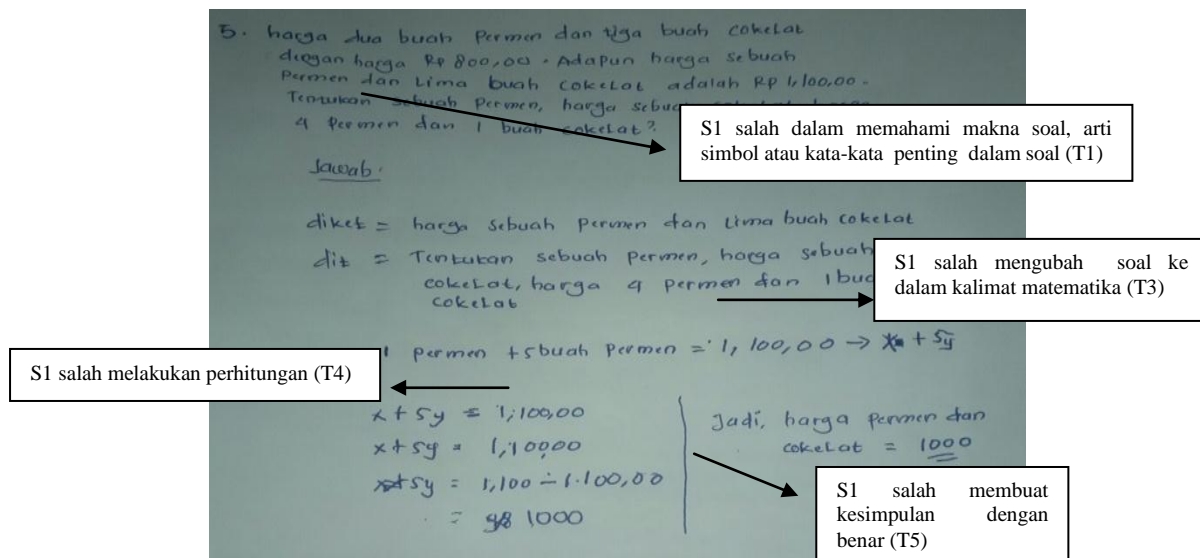 5. harga dua buah Permen dan tiga buah cokelat
dengan harga Rp 800,00. Adapun harga sebuah
Permen dan Lima buah cokelat adalah Rp 1,100,00.
Tentukan sebuah Permen, harga
4 Permen dan 1 buah cokelat?
S1 salah dalam memahami makna soal, arti
simbol atau kata-kata penting dalam soal (T1)
Jawab.
diket = harga sebuah Permen dan Lima buah cokelat
dit = Tentukan sebuah Permen, harga sebuah
cokelat, harga 4 Permen dan 1
cokelat
S1 salah mengubah soal ke
dalam kalimat matematika (T3)
permen + 5 buah Permen = 1,100,00 → x + 5y
S1 salah melakukan perhitungan (T4)
x + 5y = 1,100,00
x + 5y = 1,100,00
5y = 1,100 - 1.100,00
= 1000
Jadi, harga permen dan
cokelat = 1000
S1 salah membuat
kesimpulan dengan
benar (T5)